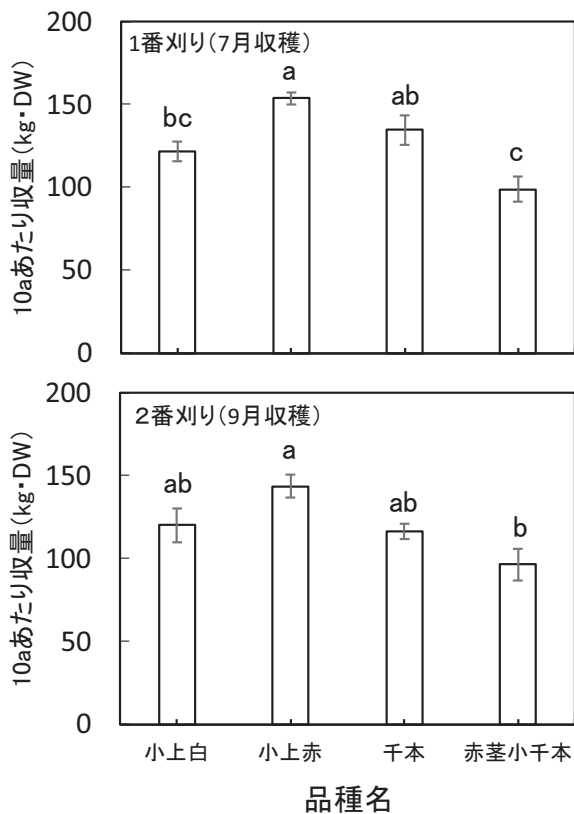 10aあたり収量(kg・DW)
200
150
100
50
0
1番刈り(7月収穫)
bc
a
ab
c
10aあたり収量(kg・DW)
200
150
100
50
0
２番刈り(9月収穫)
ab
a
ab
b
小上白
小上赤
千本
赤茎小千本
品種名